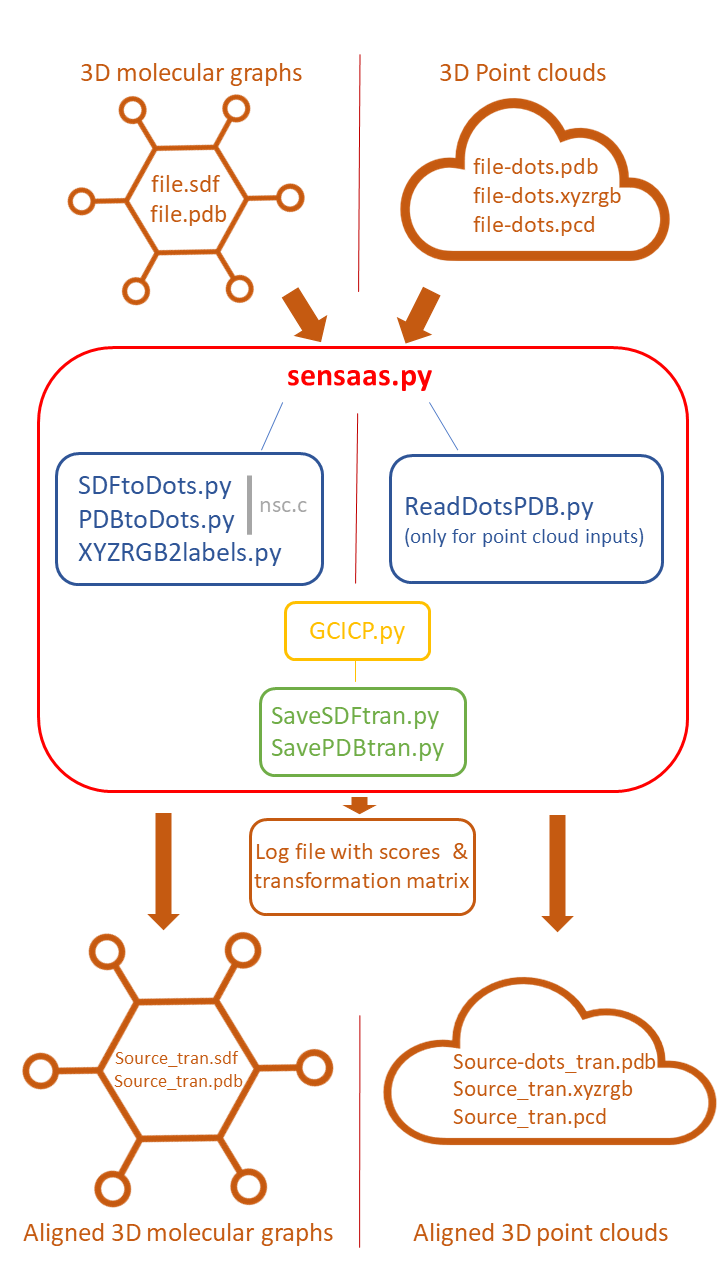 3D molecular graphs
file.sdf
file.pdb
3D Point clouds
file-dots.pdb
file-dots.xyzrgb
file-dots.pcd
sensaas.py
SDFtoDots.py
PDBtoDots.py
XYZRGB2labels.py
nsc.c
ReadDotsPDB.py
(only for point cloud inputs)
GCICP.py
SaveSDFtran.py
SavePDBtran.py
Log file with scores &
transformation matrix
Source_tran.sdf
Source_tran.pdb
Aligned 3D molecular graphs
Source-dots_tran.pdb
Source_tran.xyzrgb
Source_tran.pcd
Aligned 3D point clouds